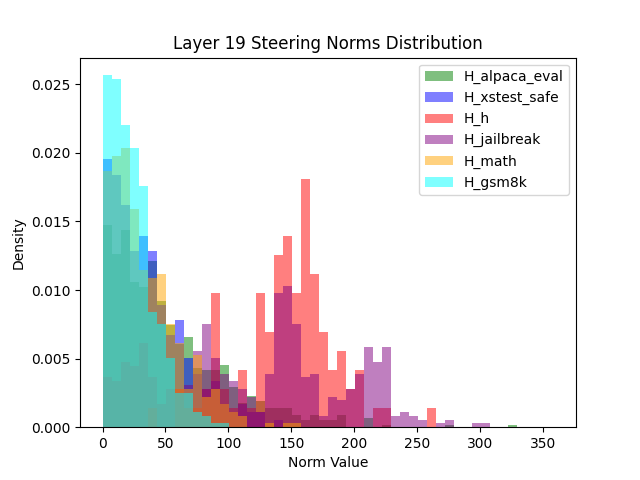 Layer 19 Steering Norms Distribution
H_alpaca_eval
H_xstest_safe
H_h
H_jailbreak
H_math
H_gsm8k
0.025
0.020
0.015
0.010
0.005
0.000
Density
0 50 100 150 200 250 300 350
Norm Value